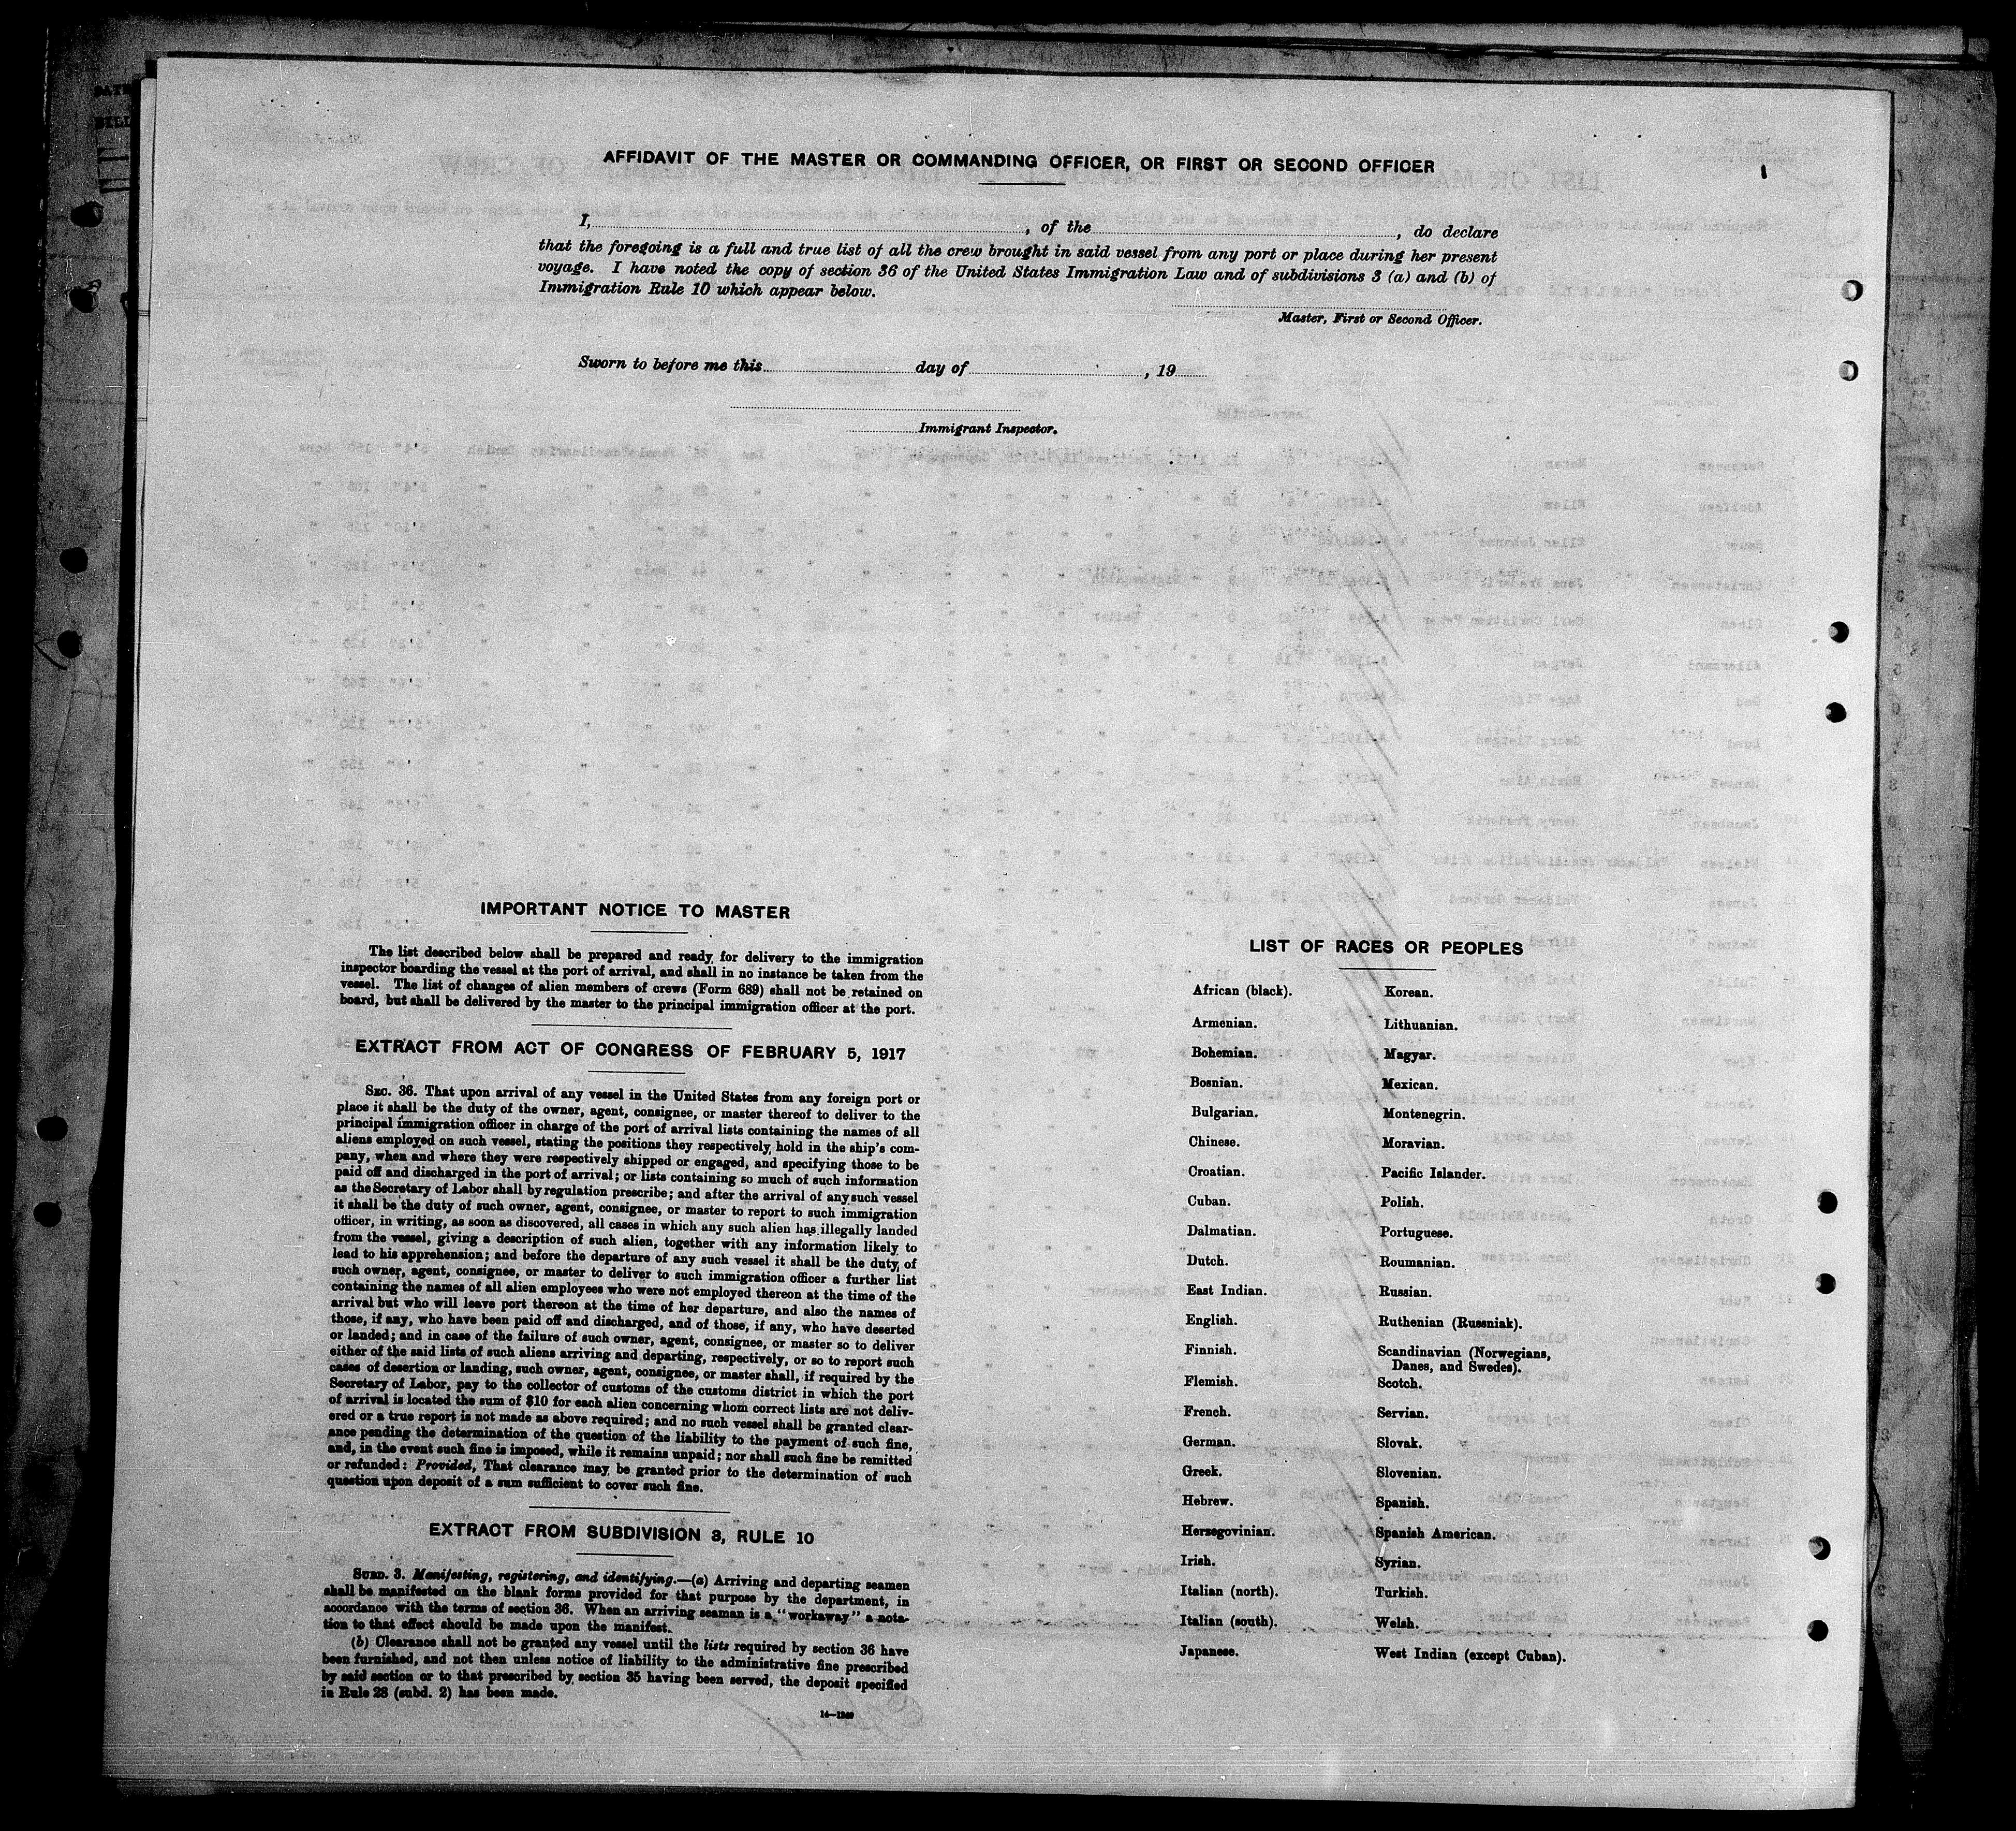 AFFIDAVIT OF THE MASTER OR COMMANDING OFFICER, OR FIRST OR SECOND OFFICER
I, , of the , do declare
that the foregoing is a full and true list of all the crew brought in said vessel from any port or place during her present
voyage. I have noted the copy of section 36 of the United States Immigration Law and of subdivisions 3 (a) and (b) of
Immigration Rule 10 which appear below.
Master, First or Second Officer.
Sworn to before me this day of , 19
Immigrant Inspector.
IMPORTANT NOTICE TO MASTER
The list described below shall be prepared and ready for delivery to the immigration
inspector boarding the vessel at the port of arrival, and shall in no instance be taken from the
vessel. The list of changes of alien members of crews (Form 689) shall not be retained on
board, but shall be delivered by the master to the principal immigration officer at the port.
EXTRACT FROM ACT OF CONGRESS OF FEBRUARY 5, 1917
SEC. 36. That upon arrival of any vessel in the United States from any foreign port or
place it shall be the duty of the owner, agent, consignee, or master thereof to deliver to the
principal immigration officer in charge of the port of arrival lists containing the names of all
aliens employed on such vessel, stating the positions they respectively hold in the ship's com-
pany, when and where they were respectively shipped or engaged, and specifying those to be
paid off and discharged in the port of arrival; or lists containing so much of such information
as the Secretary of Labor shall by regulation prescribe; and after the arrival of any such vessel
it shall be the duty of such owner, agent, consignee, or master to report to such immigration
officer, in writing, as soon as discovered, all cases in which any such alien has illegally landed
from the vessel, giving a description of such alien, together with any information likely to
lead to his apprehension; and before the departure of any such vessel it shall be the duty of
such owner, agent, consignee, or master to deliver to such immigration officer a further list
containing the names of all alien employees who were not employed thereon at the time of the
arrival but who will leave port thereon at the time of her departure, and also the names of
those, if any, who have been paid off and discharged, and of those, if any, who have deserted
or landed; and in case of the failure of such owner, agent, consignee, or master so to deliver
either of the said lists of such aliens arriving and departing, respectively, or so to report such
cases of desertion or landing, such owner, agent, consignee, or master shall, if required by the
Secretary of Labor, pay to the collector of customs of the customs district in which the port
of arrival is located the sum of $10 for each alien concerning whom correct lists are not deliv-
ered or a true report is not made as above required; and no such vessel shall be granted clear-
ance pending the determination of the question of the liability to the payment of such fine,
and, in the event such fine is imposed, while it remains unpaid; nor shall such fine be remitted
or refunded: Provided, That clearance may be granted prior to the determination of such
question upon deposit of a sum sufficient to cover such fine.
EXTRACT FROM SUBDIVISION 3, RULE 10
SUBD. 3. Manifesting, registering, and identifying.—(a) Arriving and departing seamen
shall be manifested on the blank forms provided for that purpose by the department, in
accordance with the terms of section 36. When an arriving seaman is a "workaway" a nota-
tion to that effect should be made upon the manifest.
(b) Clearance shall not be granted any vessel until the lists required by section 36 have
been furnished, and not then unless notice of liability to the administrative fine prescribed
by said section or to that prescribed by section 35 having been served, the deposit specified
in Rule 28 (subd. 2) has been made.
14—1240
LIST OF RACES OR PEOPLES
African (black).
Armenian.
Bohemian.
Bosnian.
Bulgarian.
Chinese.
Croatian.
Cuban.
Dalmatian.
Dutch.
East Indian.
English.
Finnish.
Flemish.
French.
German.
Greek.
Hebrew.
Herzegovinian.
Irish.
Italian (north).
Italian (south).
Japanese.
Korean.
Lithuanian.
Magyar.
Mexican.
Montenegrin.
Moravian.
Pacific Islander.
Polish.
Portuguese.
Roumanian.
Russian.
Ruthenian (Russniak).
Scandinavian (Norwegians,
Danes, and Swedes).
Scotch.
Servian.
Slovak.
Slovenian.
Spanish.
Spanish American.
Syrian.
Turkish.
Welsh.
West Indian (except Cuban).